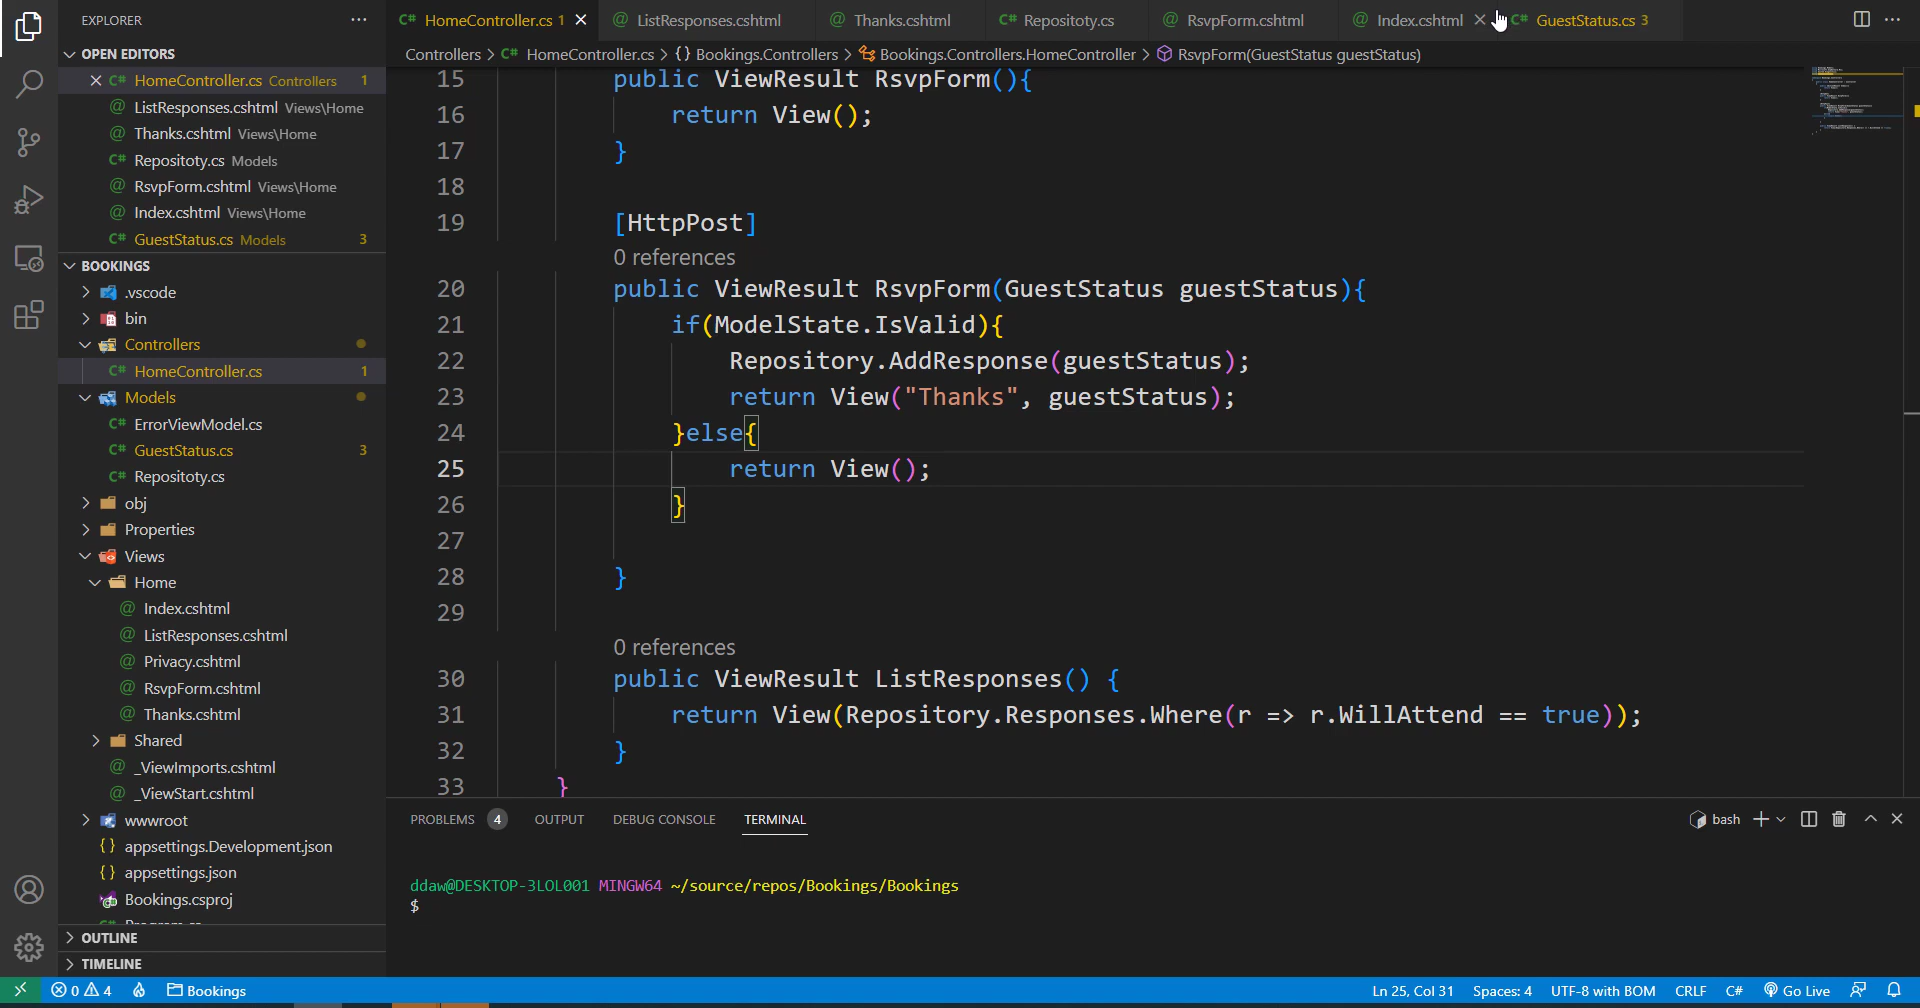 EXPLORER
OPEN EDITORS
HomeController.cs Controllers 1
ListResponses.cshtml Views\Home
Thanks.cshtml Views\Home
Repositoty.cs Models
RsvpForm.cshtml Views\Home
Index.cshtml Views\Home
GuestStatus.cs Models 3
BOOKINGS
.vscode
bin
Controllers
HomeController.cs 1
Models
ErrorViewModel.cs
GuestStatus.cs 3
Repositoty.cs
obj
Properties
Views
Home
Index.cshtml
ListResponses.cshtml
Privacy.cshtml
RsvpForm.cshtml
Thanks.cshtml
Shared
_ViewImports.cshtml
_ViewStart.cshtml
wwwroot
appsettings.Development.json
appsettings.json
Bookings.csproj
OUTLINE
TIMELINE
HomeController.cs 1 ListResponses.cshtml Thanks.cshtml Repositoty.cs RsvpForm.cshtml Index.cshtml GuestStatus.cs 3
Controllers > HomeController.cs > {} Bookings.Controllers > Bookings.Controllers.HomeController > RsvpForm(GuestStatus guestStatus)
15 public ViewResult RsvpForm(){
16 return View();
17 }
18
19 [HttpPost]
0 references
20 public ViewResult RsvpForm(GuestStatus guestStatus){
21 if(ModelState.IsValid){
22 Repository.AddResponse(guestStatus);
23 return View("Thanks", guestStatus);
24 }else{
25 return View();
26 }
27
28 }
29
0 references
30 public ViewResult ListResponses() {
31 return View(Repository.Responses.Where(r => r.WillAttend == true));
32 }
33 }
PROBLEMS 4 OUTPUT DEBUG CONSOLE TERMINAL bash
ddaw@DESKTOP-3LOL001 MINGW64 ~/source/repos/Bookings/Bookings
$
0 4 Bookings Ln 25, Col 31 Spaces: 4 UTF-8 with BOM CRLF C# Go Live